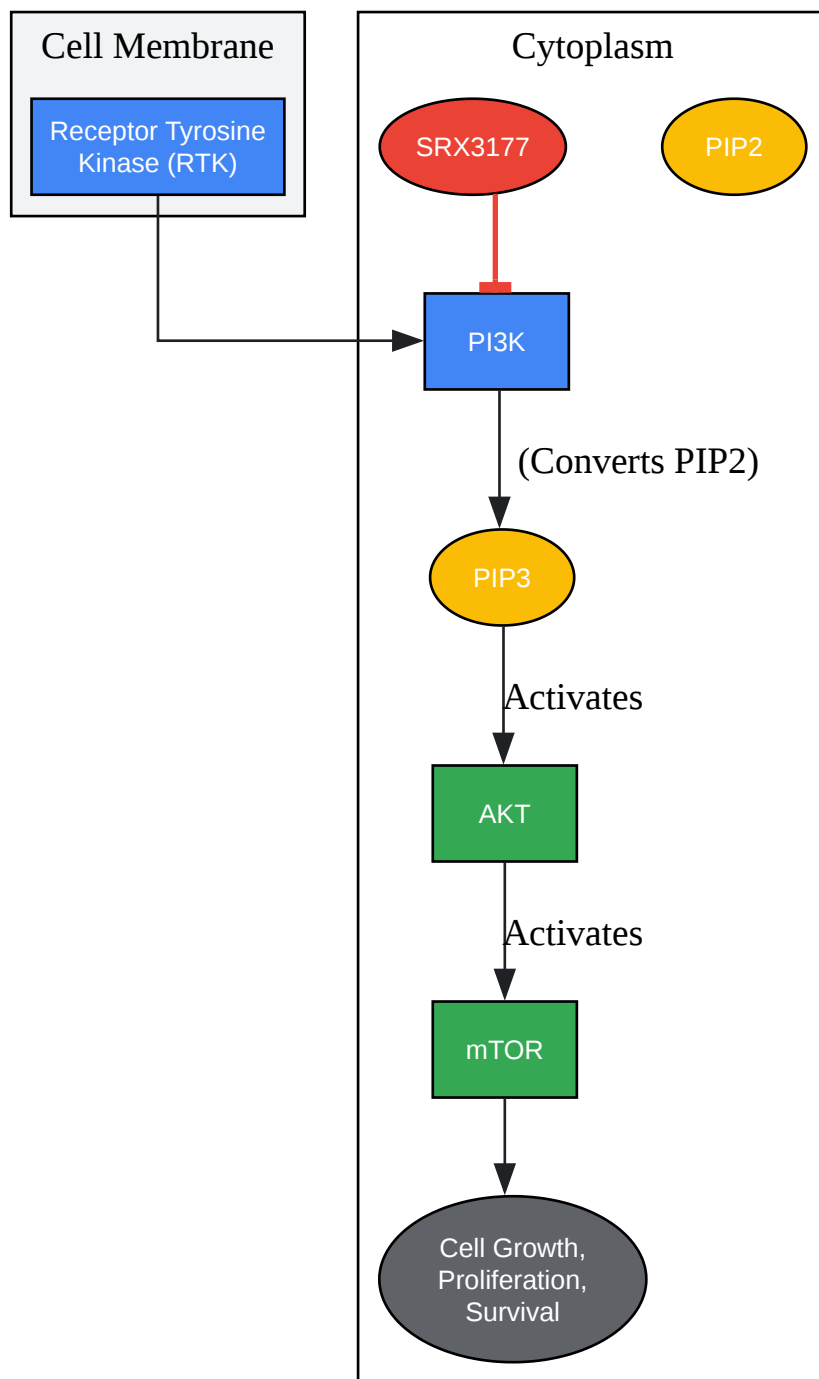 Cell Membrane
Receptor Tyrosine
Kinase (RTK)
Cytoplasm
SRX3177
PIP2
PI3K
(Converts PIP2)
PIP3
Activates
AKT
Activates
mTOR
Cell Growth,
Proliferation,
Survival